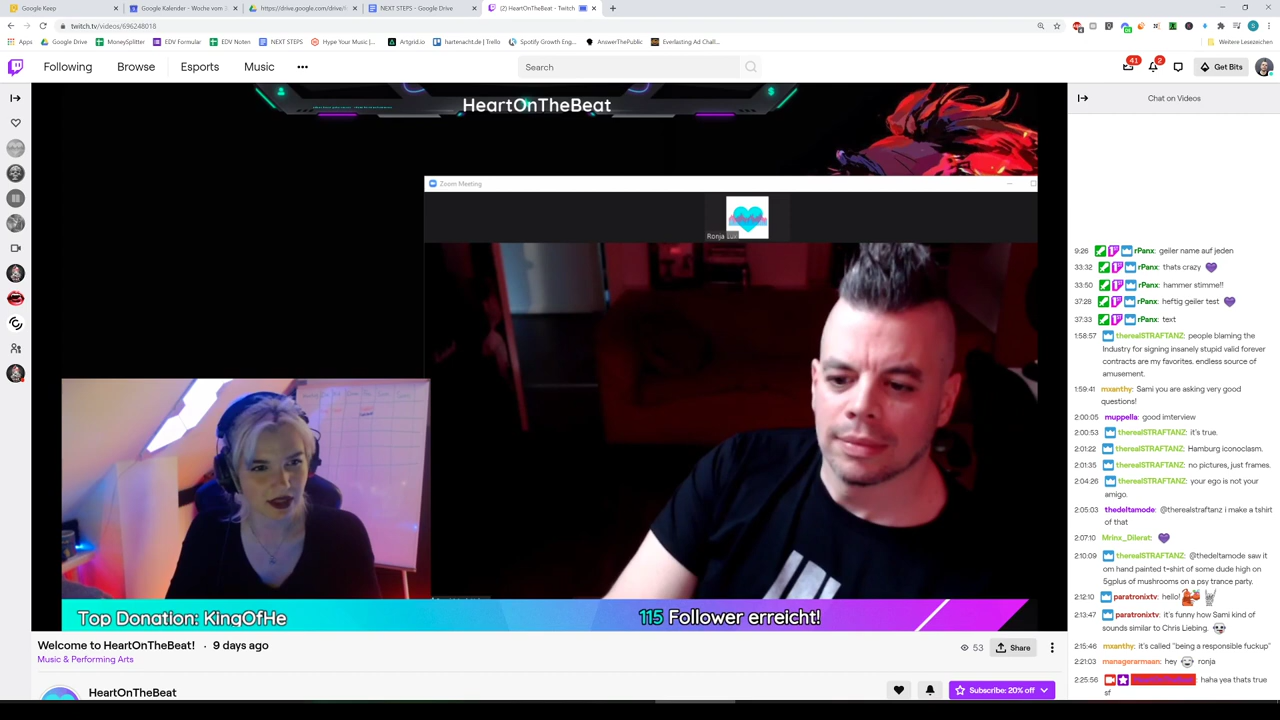 Google Keep
Google Kalender - Woche vom 3
https://drive.google.com/drive/f
NEXT STEPS - Google Drive
(2) HeartOnTheBeat - Twitch
twitch.tv/videos/696248018
Apps
Google Drive
MoneySplitter
EDV Formular
EDV Noten
NEXT STEPS
Hype Your Music |...
Artgrid.io
hartenacht.de | Trello
Spotify Growth Eng...
AnswerThePublic
Everlasting Ad Chall...
Weitere Lesezeichen
Following
Browse
Esports
Music
Search
41
2
Get Bits
HeartOnTheBeat
Zoom Meeting
Ronja Lux
Top Donation: KingOfHe
115 Follower erreicht!
Welcome to HeartOnTheBeat! · 9 days ago
Music & Performing Arts
53
Share
HeartOnTheBeat
Subscribe: 20% off
Chat on Videos
9:26 rPanx: geiler name auf jeden
33:32 rPanx: thats crazy
33:50 rPanx: hammer stimme!!
37:28 rPanx: heftig geiler test
37:33 rPanx: text
1:58:57 therealSTRAFTANZ: people blaming the
Industry for signing insanely stupid valid forever
contracts are my favorites. endless source of
amusement.
1:59:41 mxanthy: Sami you are asking very good
questions!
2:00:05 muppella: good imterview
2:00:53 therealSTRAFTANZ: it's true.
2:01:22 therealSTRAFTANZ: Hamburg iconoclasm.
2:01:35 therealSTRAFTANZ: no pictures, just frames.
2:04:26 therealSTRAFTANZ: your ego is not your
amigo.
2:05:03 thedeltamode: @therealstraftanz i make a tshirt
of that
2:07:10 Mrinx_Dilerat:
2:10:09 therealSTRAFTANZ: @thedeltamode saw it
om hand painted t-shirt of some dude high on
5gplus of mushrooms on a psy trance party.
2:12:10 paratronixtv: hello!
2:13:47 paratronixtv: it's funny how Sami kind of
sounds similar to Chris Liebing.
2:15:46 mxanthy: it's called "being a responsible fuckup"
2:21:03 managerarmaan: hey ronja
2:25:56 haha yea thats true
sf